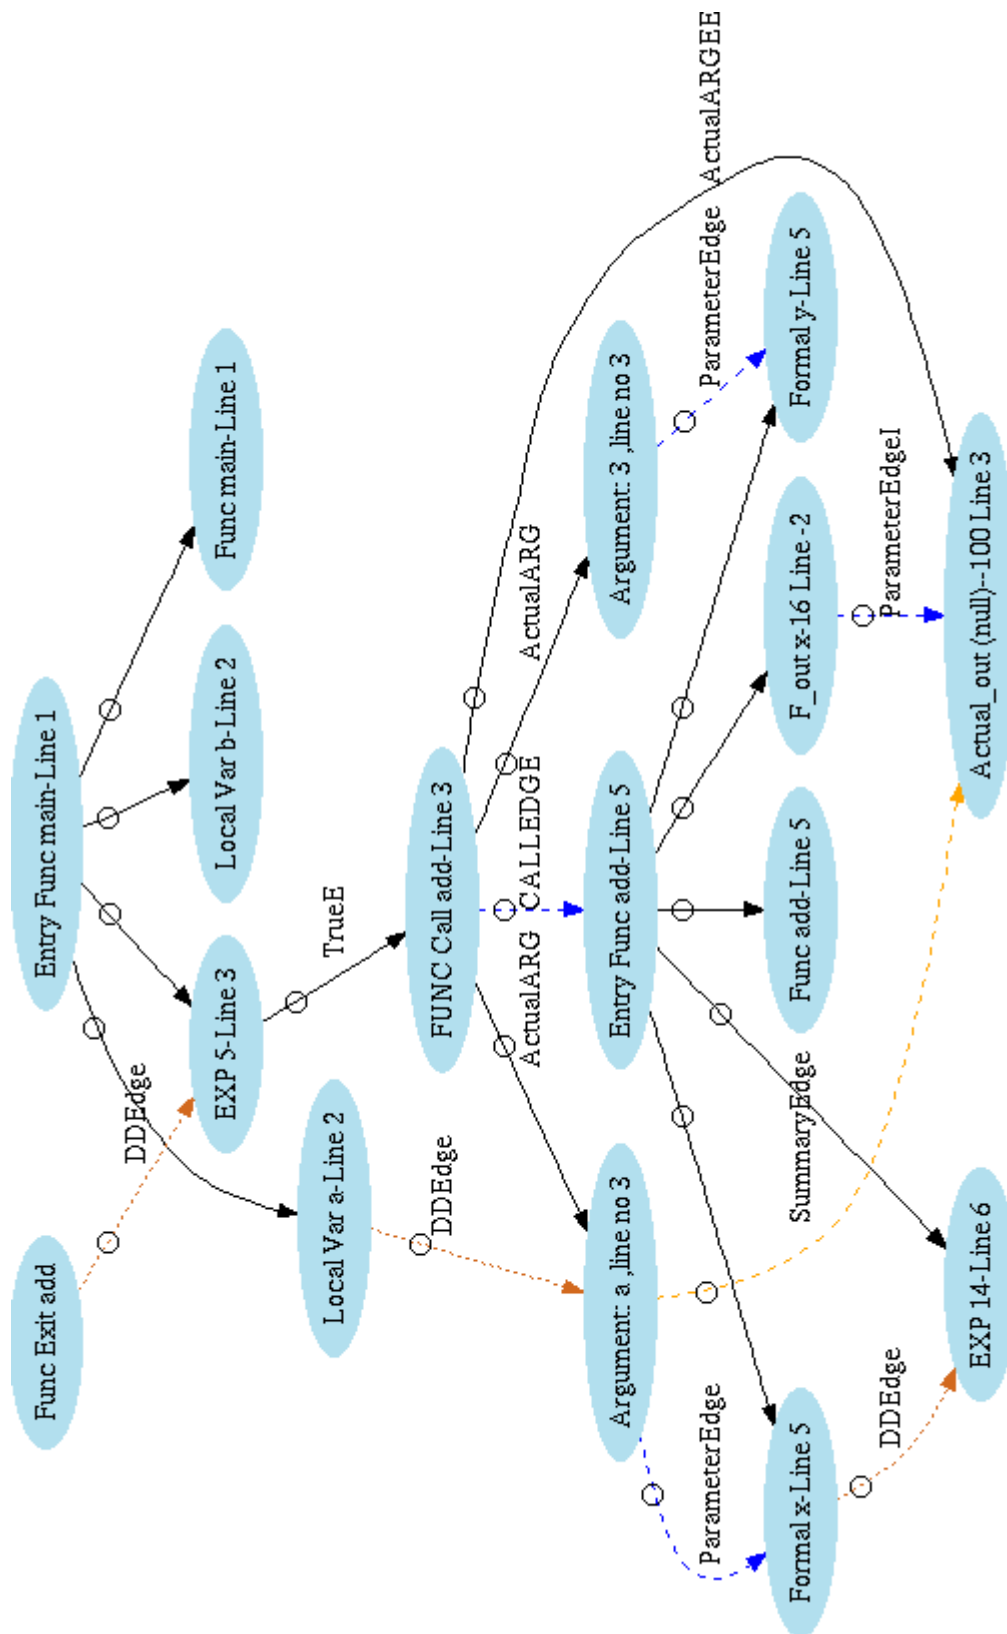 Func Exit add
Entry Func main-Line 1
DDEdge
EXP 5-Line 3
Local Var b-Line 2
Func main-Line 1
Local Var a-Line 2
TrueE
DDEdge
FUNC Call add-Line 3
ActualARG
CALLEDGE
ActualARG
ActualARGEE
Argument: a ,line no 3
Entry Func add-Line 5
Argument: 3 ,line no 3
ParameterEdge
SummaryEdge
ParameterEdge
Formal x-Line 5
Func add-Line 5
F_out x-16 Line -2
Formal y-Line 5
DDEdge
ParameterEdgeI
EXP 14-Line 6
Actual_out (null)--100 Line 3